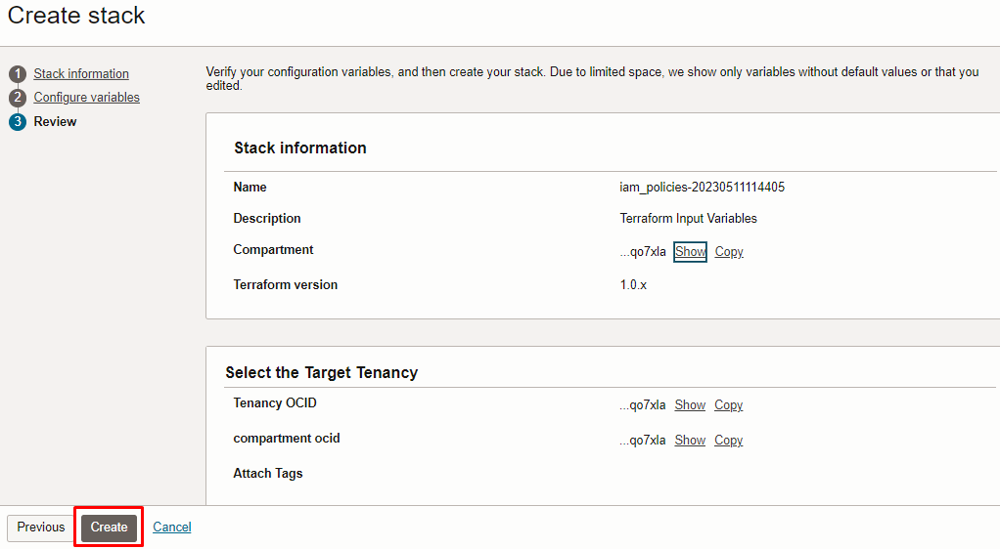 Create stack
1 Stack information
2 Configure variables
3 Review
Verify your configuration variables, and then create your stack. Due to limited space, we show only variables without default values or that you
edited.
Stack information
Name iam_policies-20230511114405
Description Terraform Input Variables
Compartment ...qo7xla Show Copy
Terraform version 1.0.x
Select the Target Tenancy
Tenancy OCID ...qo7xla Show Copy
compartment ocid ...qo7xla Show Copy
Attach Tags
Previous Create Cancel